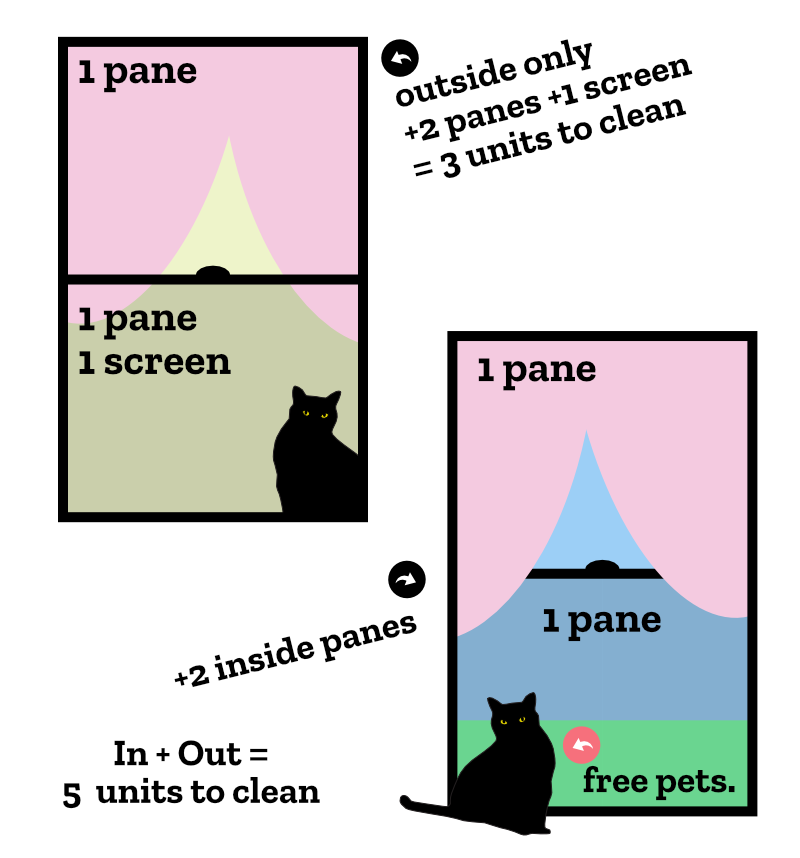 1 pane
outside only
+2 panes +1 screen
= 3 units to clean
1 pane
1 screen
1 pane
1 pane
+2 inside panes
In + Out =
5 units to clean
free pets.